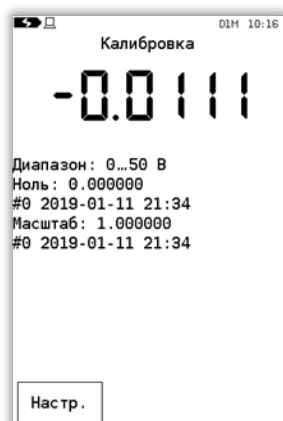 D1M 10:16
Калибровка
-0.0111
Диапазон: 0…50 В
Ноль: 0.000000
#0 2019-01-11 21:34
Масштаб: 1.000000
#0 2019-01-11 21:34
Настр.